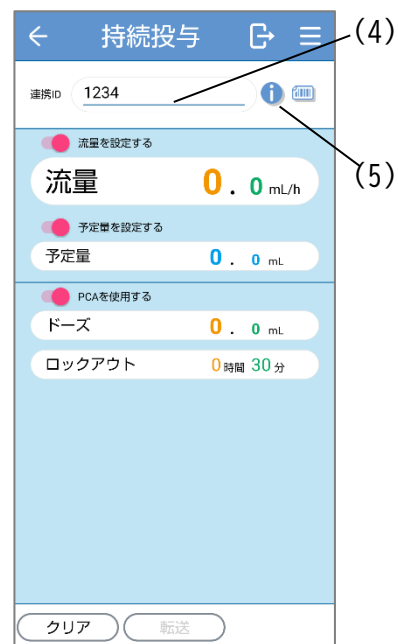 持続投与
(4)
連携ID 1234
(5)
流量を設定する
流量 0. 0 mL/h
予定量を設定する
予定量 0. 0 mL
PCAを使用する
ドーズ 0. 0 mL
ロックアウト 0時間 30分
クリア 転送